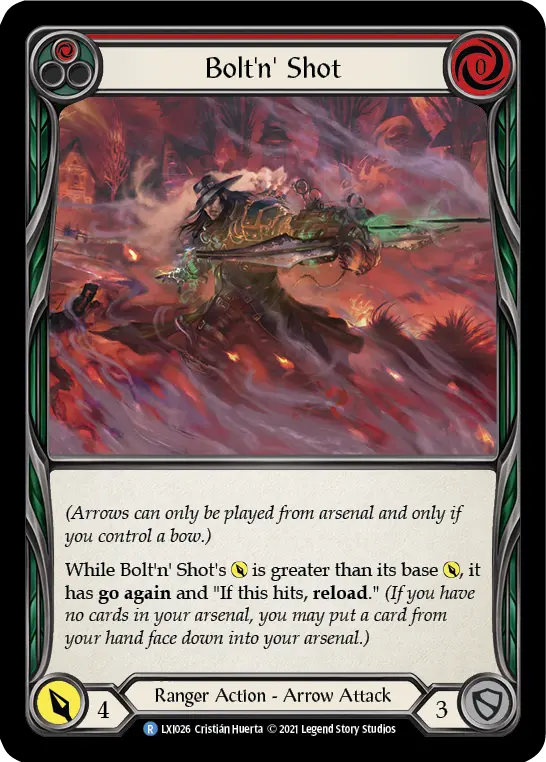 Bolt'n' Shot
0
(Arrows can only be played from arsenal and only if
you control a bow.)
While Bolt'n' Shot's is greater than its base , it
has go again and "If this hits, reload." (If you have
no cards in your arsenal, you may put a card from
your hand face down into your arsenal.)
4
Ranger Action - Arrow Attack
3
R LXI026 Cristián Huerta © 2021 Legend Story Studios